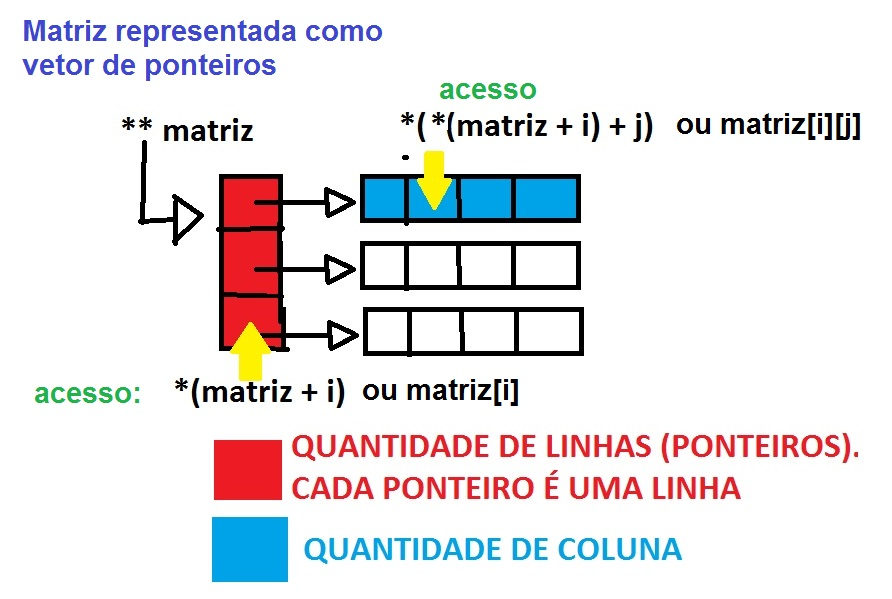 Matriz representada como
vetor de ponteiros
acesso
** matriz
*( *(matriz + i) + j) ou matriz[i][j]
acesso: *(matriz + i) ou matriz[i]
QUANTIDADE DE LINHAS (PONTEIROS).
CADA PONTEIRO É UMA LINHA
QUANTIDADE DE COLUNA